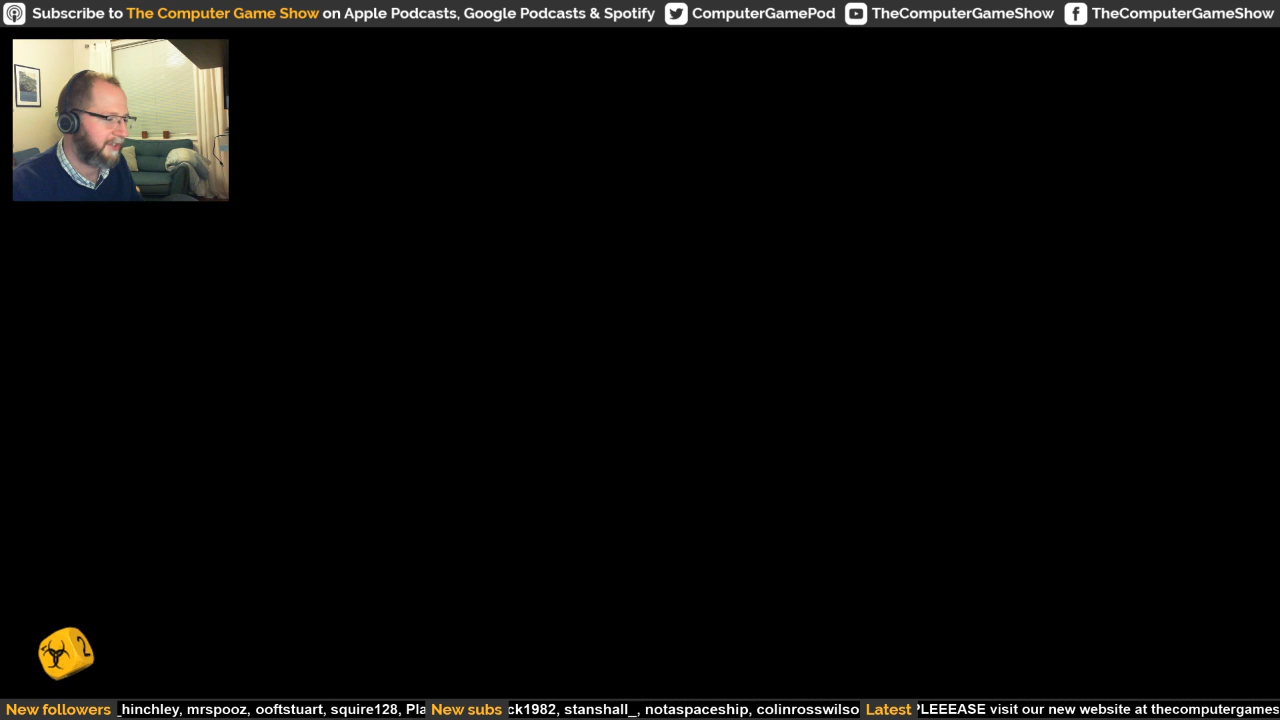 Subscribe to The Computer Game Show on Apple Podcasts, Google Podcasts & Spotify ComputerGamePod TheComputerGameShow TheComputerGameShow
2
New followers _hinchley, mrspooz, ooftstuart, squire128, Pla New subs ck1982, stanshall_, notaspaceship, colinrosswilso Latest PLEEEASE visit our new website at thecomputergames